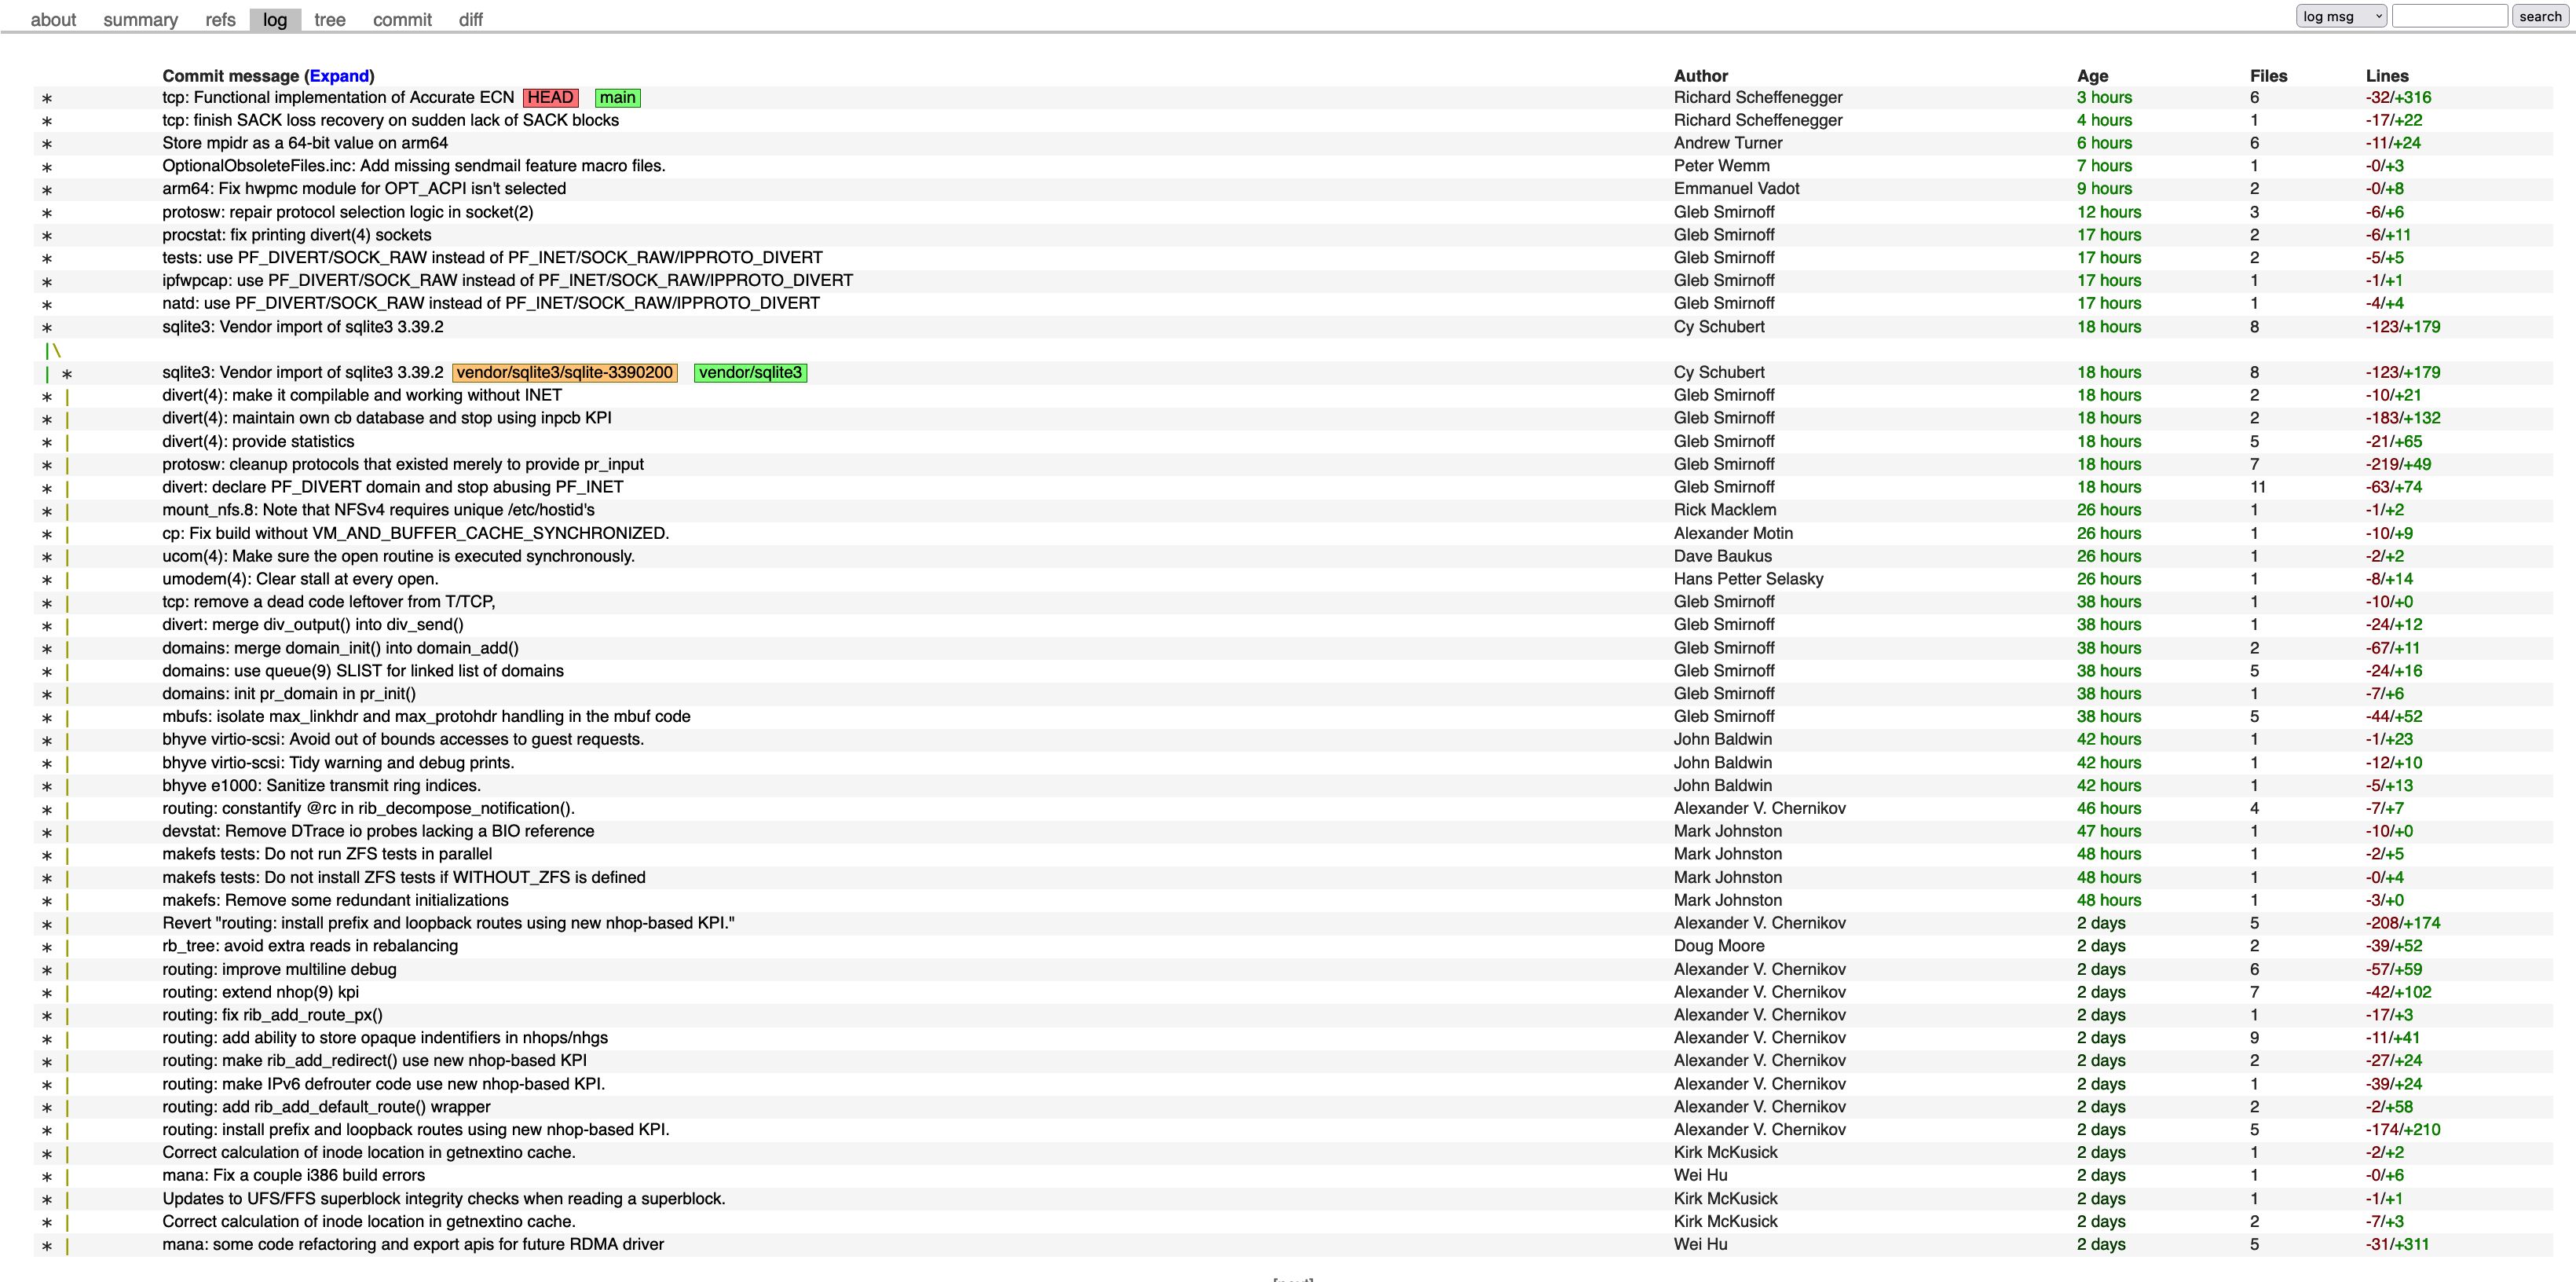 about summary refs log tree commit diff log msg search
Commit message (Expand) Author Age Files Lines
* tcp: Functional implementation of Accurate ECN HEAD main Richard Scheffenegger 3 hours 6 -32/+316
* tcp: finish SACK loss recovery on sudden lack of SACK blocks Richard Scheffenegger 4 hours 1 -17/+22
* Store mpidr as a 64-bit value on arm64 Andrew Turner 6 hours 6 -11/+24
* OptionalObsoleteFiles.inc: Add missing sendmail feature macro files. Peter Wemm 7 hours 1 -0/+3
* arm64: Fix hwpmc module for OPT_ACPI isn't selected Emmanuel Vadot 9 hours 2 -0/+8
* protosw: repair protocol selection logic in socket(2) Gleb Smirnoff 12 hours 3 -6/+6
* procstat: fix printing divert(4) sockets Gleb Smirnoff 17 hours 2 -6/+11
* tests: use PF_DIVERT/SOCK_RAW instead of PF_INET/SOCK_RAW/IPPROTO_DIVERT Gleb Smirnoff 17 hours 2 -5/+5
* ipfwpcap: use PF_DIVERT/SOCK_RAW instead of PF_INET/SOCK_RAW/IPPROTO_DIVERT Gleb Smirnoff 17 hours 1 -1/+1
* natd: use PF_DIVERT/SOCK_RAW instead of PF_INET/SOCK_RAW/IPPROTO_DIVERT Gleb Smirnoff 17 hours 1 -4/+4
* sqlite3: Vendor import of sqlite3 3.39.2 Cy Schubert 18 hours 8 -123/+179
|\
| * sqlite3: Vendor import of sqlite3 3.39.2 vendor/sqlite3/sqlite-3390200 vendor/sqlite3 Cy Schubert 18 hours 8 -123/+179
* | divert(4): make it compilable and working without INET Gleb Smirnoff 18 hours 2 -10/+21
* | divert(4): maintain own cb database and stop using inpcb KPI Gleb Smirnoff 18 hours 2 -183/+132
* | divert(4): provide statistics Gleb Smirnoff 18 hours 5 -21/+65
* | protosw: cleanup protocols that existed merely to provide pr_input Gleb Smirnoff 18 hours 7 -219/+49
* | divert: declare PF_DIVERT domain and stop abusing PF_INET Gleb Smirnoff 18 hours 11 -63/+74
* | mount_nfs.8: Note that NFSv4 requires unique /etc/hostid's Rick Macklem 26 hours 1 -1/+2
* | cp: Fix build without VM_AND_BUFFER_CACHE_SYNCHRONIZED. Alexander Motin 26 hours 1 -10/+9
* | ucom(4): Make sure the open routine is executed synchronously. Dave Baukus 26 hours 1 -2/+2
* | umodem(4): Clear stall at every open. Hans Petter Selasky 26 hours 1 -8/+14
* | tcp: remove a dead code leftover from T/TCP, Gleb Smirnoff 38 hours 1 -10/+0
* | divert: merge div_output() into div_send() Gleb Smirnoff 38 hours 1 -24/+12
* | domains: merge domain_init() into domain_add() Gleb Smirnoff 38 hours 2 -67/+11
* | domains: use queue(9) SLIST for linked list of domains Gleb Smirnoff 38 hours 5 -24/+16
* | domains: init pr_domain in pr_init() Gleb Smirnoff 38 hours 1 -7/+6
* | mbufs: isolate max_linkhdr and max_protohdr handling in the mbuf code Gleb Smirnoff 38 hours 5 -44/+52
* | bhyve virtio-scsi: Avoid out of bounds accesses to guest requests. John Baldwin 42 hours 1 -1/+23
* | bhyve virtio-scsi: Tidy warning and debug prints. John Baldwin 42 hours 1 -12/+10
* | bhyve e1000: Sanitize transmit ring indices. John Baldwin 42 hours 1 -5/+13
* | routing: constantify @rc in rib_decompose_notification(). Alexander V. Chernikov 46 hours 4 -7/+7
* | devstat: Remove DTrace io probes lacking a BIO reference Mark Johnston 47 hours 1 -10/+0
* | makefs tests: Do not run ZFS tests in parallel Mark Johnston 48 hours 1 -2/+5
* | makefs tests: Do not install ZFS tests if WITHOUT_ZFS is defined Mark Johnston 48 hours 1 -0/+4
* | makefs: Remove some redundant initializations Mark Johnston 48 hours 1 -3/+0
* | Revert "routing: install prefix and loopback routes using new nhop-based KPI." Alexander V. Chernikov 2 days 5 -208/+174
* | rb_tree: avoid extra reads in rebalancing Doug Moore 2 days 2 -39/+52
* | routing: improve multiline debug Alexander V. Chernikov 2 days 6 -57/+59
* | routing: extend nhop(9) kpi Alexander V. Chernikov 2 days 7 -42/+102
* | routing: fix rib_add_route_px() Alexander V. Chernikov 2 days 1 -17/+3
* | routing: add ability to store opaque indentifiers in nhops/nhgs Alexander V. Chernikov 2 days 9 -11/+41
* | routing: make rib_add_redirect() use new nhop-based KPI Alexander V. Chernikov 2 days 2 -27/+24
* | routing: make IPv6 defrouter code use new nhop-based KPI. Alexander V. Chernikov 2 days 1 -39/+24
* | routing: add rib_add_default_route() wrapper Alexander V. Chernikov 2 days 2 -2/+58
* | routing: install prefix and loopback routes using new nhop-based KPI. Alexander V. Chernikov 2 days 5 -174/+210
* | Correct calculation of inode location in getnextino cache. Kirk McKusick 2 days 1 -2/+2
* | mana: Fix a couple i386 build errors Wei Hu 2 days 1 -0/+6
* | Updates to UFS/FFS superblock integrity checks when reading a superblock. Kirk McKusick 2 days 1 -1/+1
* | Correct calculation of inode location in getnextino cache. Kirk McKusick 2 days 2 -7/+3
* | mana: some code refactoring and export apis for future RDMA driver Wei Hu 2 days 5 -31/+311